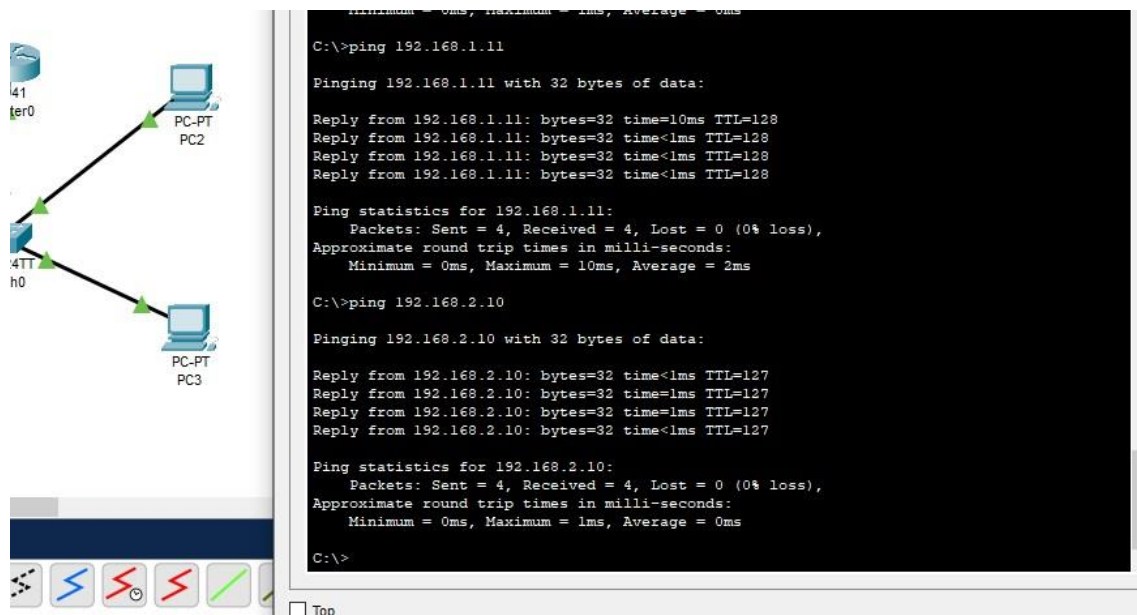 41
ter0
PC-PT
PC2
24TT
h0
PC-PT
PC3
Minimum = 0ms, Maximum = 1ms, Average = 0ms
C:\>ping 192.168.1.11
Pinging 192.168.1.11 with 32 bytes of data:
Reply from 192.168.1.11: bytes=32 time=10ms TTL=128
Reply from 192.168.1.11: bytes=32 time<1ms TTL=128
Reply from 192.168.1.11: bytes=32 time<1ms TTL=128
Reply from 192.168.1.11: bytes=32 time<1ms TTL=128
Ping statistics for 192.168.1.11:
Packets: Sent = 4, Received = 4, Lost = 0 (0% loss),
Approximate round trip times in milli-seconds:
Minimum = 0ms, Maximum = 10ms, Average = 2ms
C:\>ping 192.168.2.10
Pinging 192.168.2.10 with 32 bytes of data:
Reply from 192.168.2.10: bytes=32 time<1ms TTL=127
Reply from 192.168.2.10: bytes=32 time=1ms TTL=127
Reply from 192.168.2.10: bytes=32 time=1ms TTL=127
Reply from 192.168.2.10: bytes=32 time<1ms TTL=127
Ping statistics for 192.168.2.10:
Packets: Sent = 4, Received = 4, Lost = 0 (0% loss),
Approximate round trip times in milli-seconds:
Minimum = 0ms, Maximum = 1ms, Average = 0ms
C:\>
Top